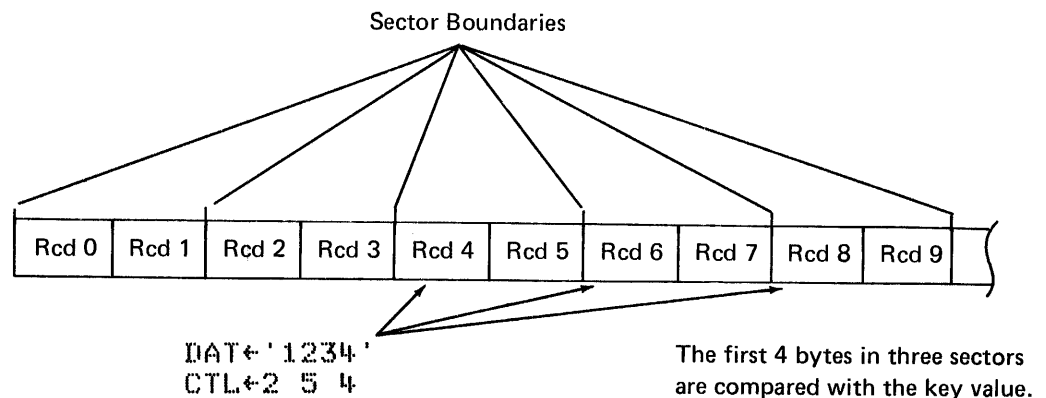 Sector Boundaries
Rcd 0 Rcd 1 Rcd 2 Rcd 3 Rcd 4 Rcd 5 Rcd 6 Rcd 7 Rcd 8 Rcd 9
DAT←'1234'
CTL←2 5 4
The first 4 bytes in three sectors
are compared with the key value.